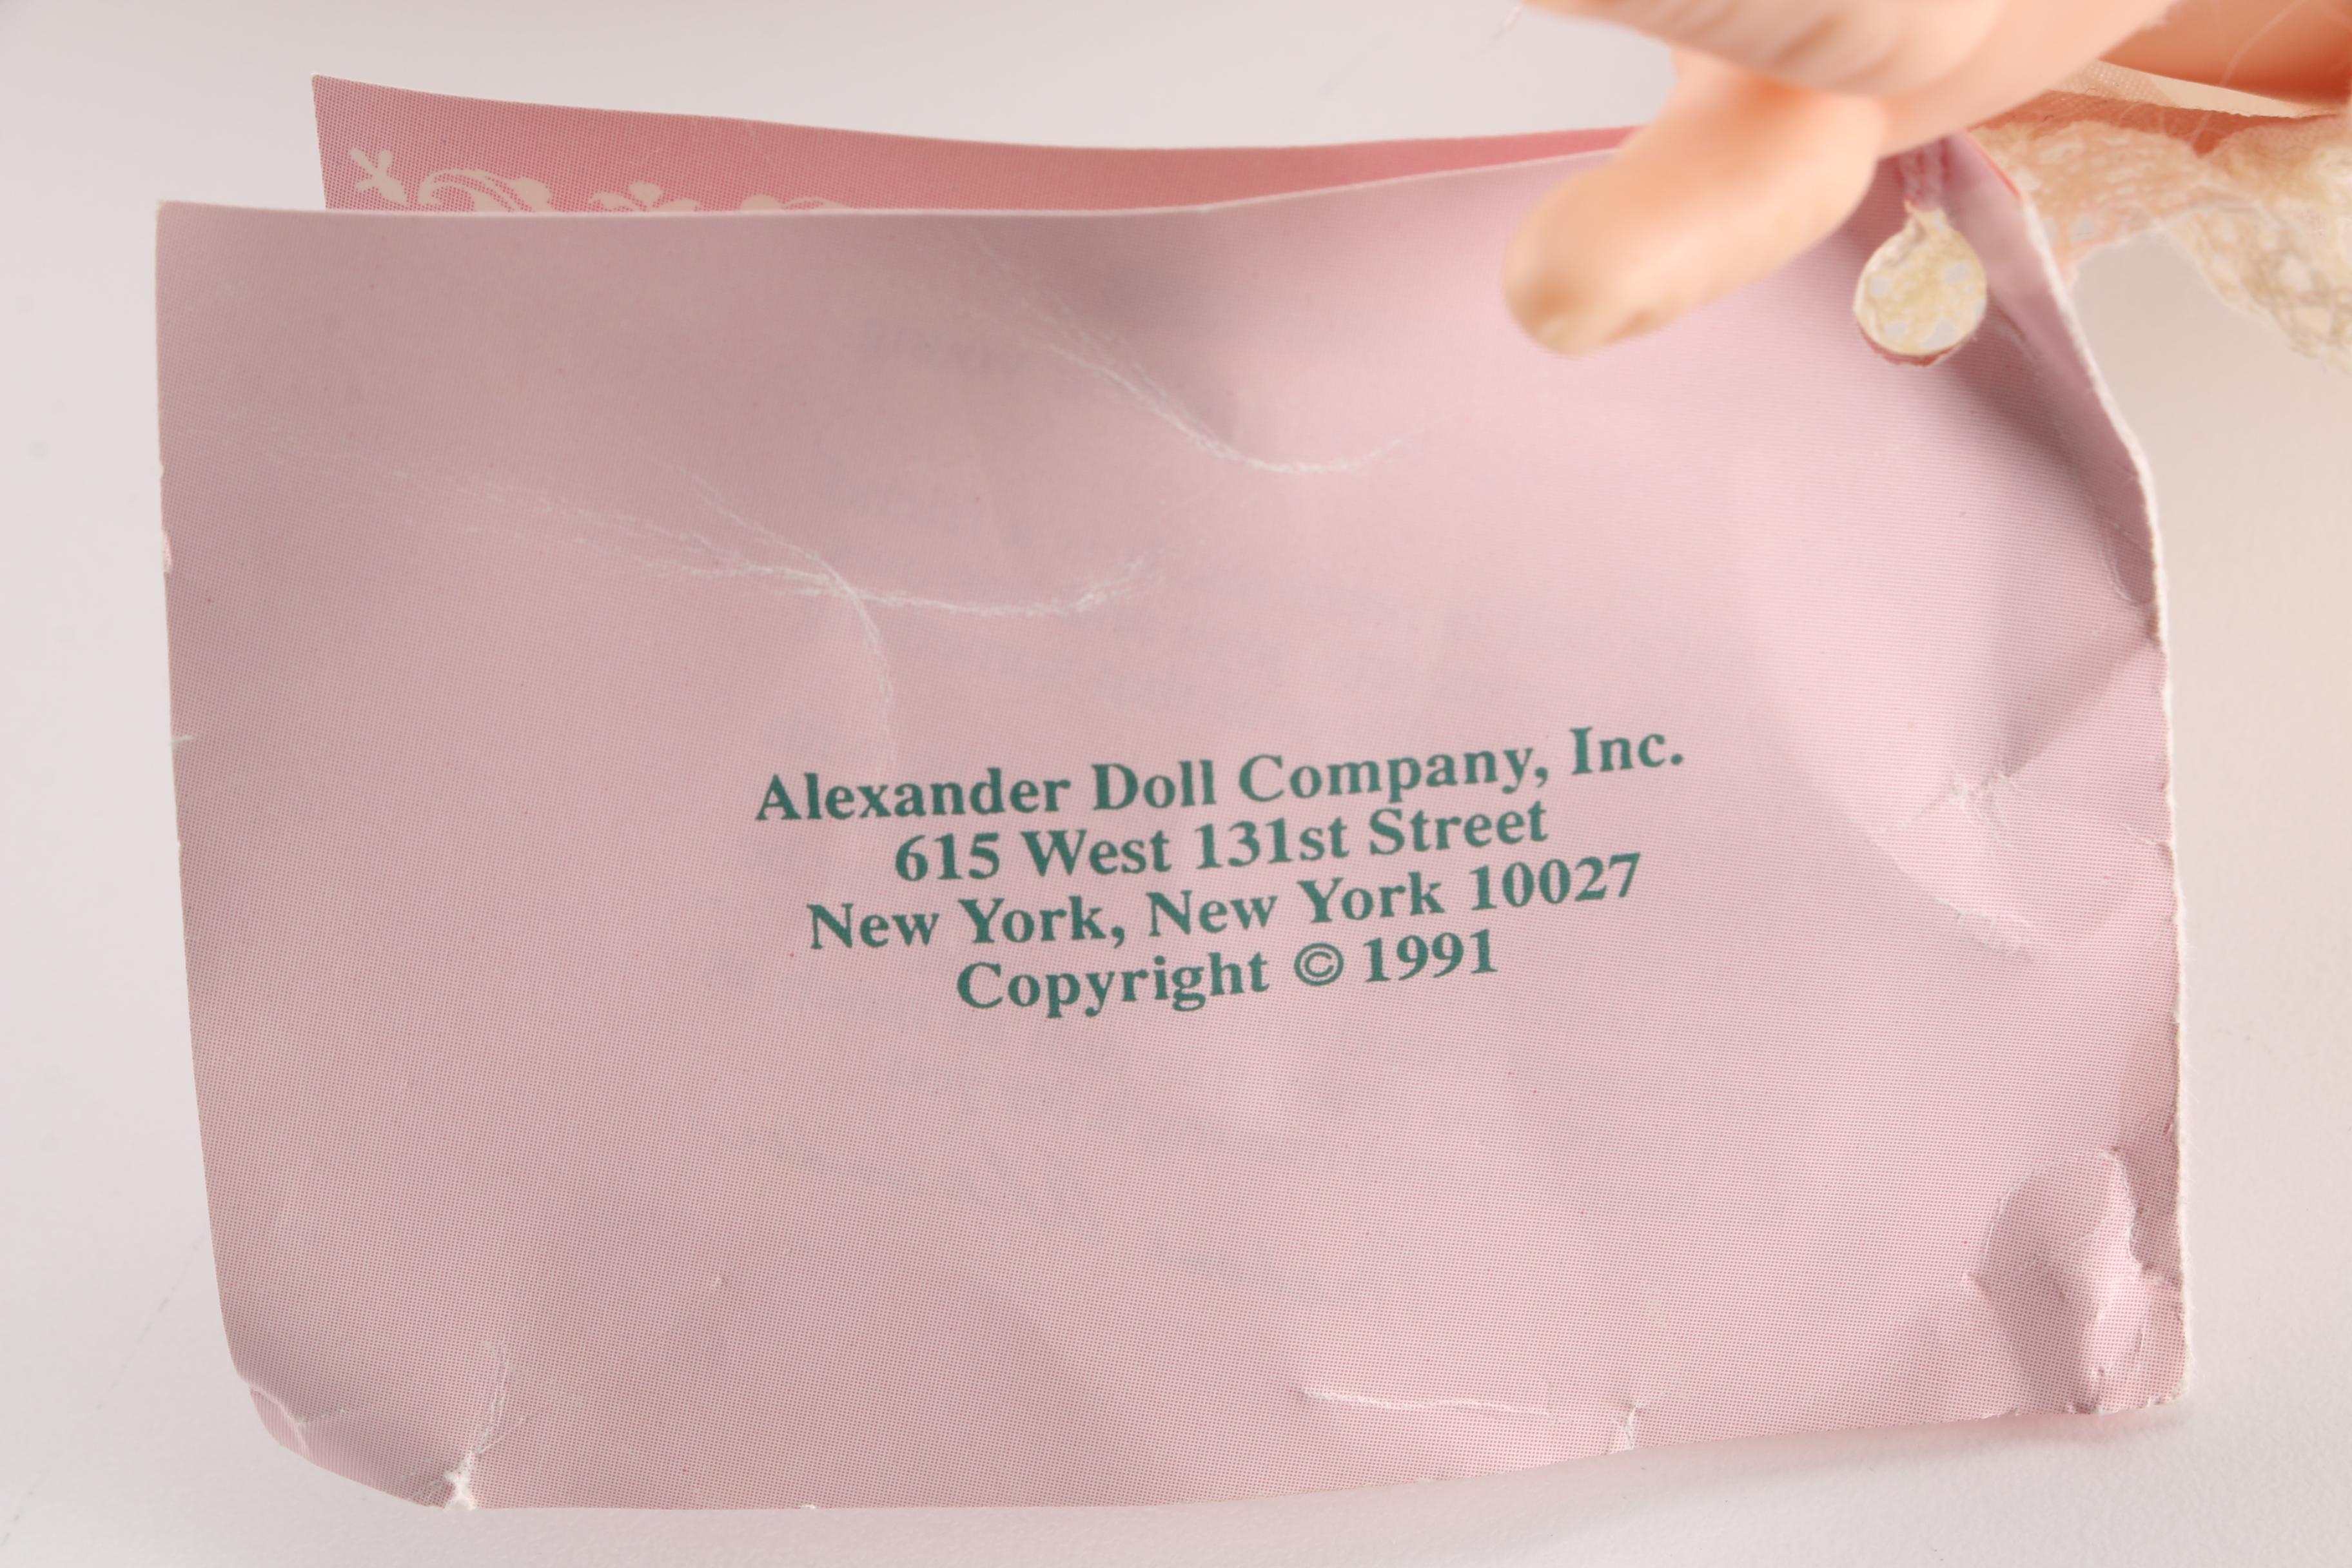 Alexander Doll Company, Inc.
615 West 131st Street
New York, New York 10027
Copyright © 1991